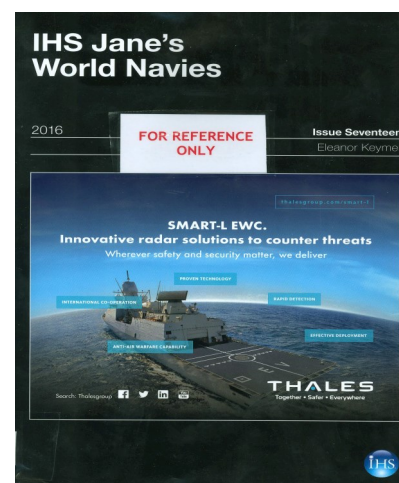 IHS Jane's
World Navies
2016
FOR REFERENCE
ONLY
Issue Seventeen
Eleanor Keyme
thalesgroup.com/smart-l
SMART-L EWC.
Innovative radar solutions to counter threats
Wherever safety and security matter, we deliver
PROVEN TECHNOLOGY
INTERNATIONAL CO-OPERATION
RAPID DETECTION
EFFECTIVE DEPLOYMENT
ANTI-AIR WARFARE CAPABILITY
Search: Thalesgroup
THALES
Together • Safer • Everywhere
IHS